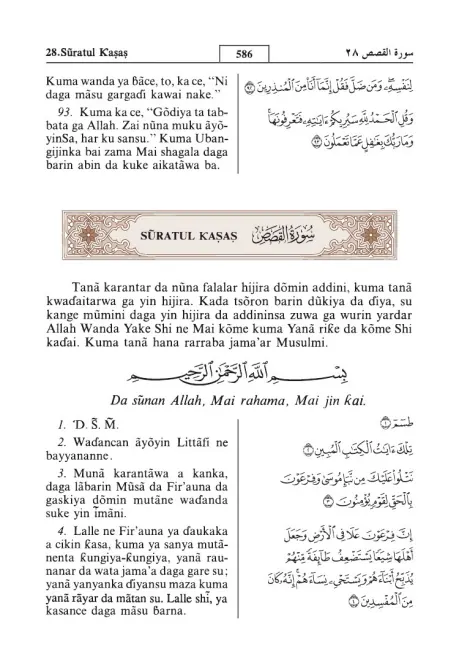 28.Sūratul Ƙaṣaṣ
586
سورة القصص ٢٨
Kuma wanda ya ɓāce, to, ka ce, “Ni
daga māsu gargaɗi kawai nake.”
93. Kuma ka ce, “Gōdiya ta tab-
bata ga Allah. Zai nūna muku āyō-
yinSa, har ku sansu.” Kuma Uban-
gijinka bai zama Mai shagala daga
barin abin da kuke aikatāwa ba.
لِنَفْسِهِۦ ۖ وَمَن ضَلَّ فَقُلْ إِنَّمَآ أَنَا۠ مِنَ ٱلْمُنذِرِينَ ٩٢
وَقُلِ ٱلْحَمْدُ لِلَّهِ سَيُرِيكُمْ ءَايَٰتِهِۦ فَتَعْرِفُونَهَا ۚ
وَمَا رَبُّكَ بِغَٰفِلٍ عَمَّا تَعْمَلُونَ ٩٣
SŪRATUL ƘAṢAṢ سُورَةُ القَصَصِ
Tanā karantar da nūna falalar hijira dōmin addini, kuma tanā
kwaɗaitarwa ga yin hijira. Kada tsōron barin dūkiya da ɗiya, su
kange mūmini daga yin hijira da addininsa zuwa ga wurin yardar
Allah Wanda Yake Shi ne Mai kōme kuma Yanā riƙe da kōme Shi
kaɗai. Kuma tanā hana rarraba jama'ar Musulmi.
بِسْمِ ٱللَّهِ ٱلرَّحْمَٰنِ ٱلرَّحِيمِ
Da sūnan Allah, Mai rahama, Mai jin ƙai.
1. Ɗ. S̃. M̃.
2. Waɗancan āyōyin Littāfi ne
bayyananne.
3. Munā karantāwa a kanka,
daga lābarin Mūsā da Fir'auna da
gaskiya dōmin mutāne waɗanda
suke yin īmāni.
4. Lalle ne Fir'auna ya ɗaukaka
a cikin ƙasa, kuma ya sanya mutā-
nenta ƙungiya-ƙungiya, yanā rau-
nanar da wata jama'a daga gare su;
yanā yanyanka ɗiyansu maza kuma
yanā rāyar da mātan su. Lalle shī, ya
kasance daga māsu ɓarna.
طسٓمٓ ١
تِلْكَ ءَايَٰتُ ٱلْكِتَٰبِ ٱلْمُبِينِ ٢
نَتْلُوا۟ عَلَيْكَ مِن نَّبَإِ مُوسَىٰ وَفِرْعَوْنَ
بِٱلْحَقِّ لِقَوْمٍ يُؤْمِنُونَ ٣
إِنَّ فِرْعَوْنَ عَلَا فِى ٱلْأَرْضِ وَجَعَلَ
أَهْلَهَا شِيَعًا يَسْتَضْعِفُ طَآئِفَةً مِّنْهُمْ
يُذَبِّحُ أَبْنَآءَهُمْ وَيَسْتَحْىِۦ نِسَآءَهُمْ ۚ إِنَّهُۥ كَانَ
مِنَ ٱلْمُفْسِدِينَ ٤